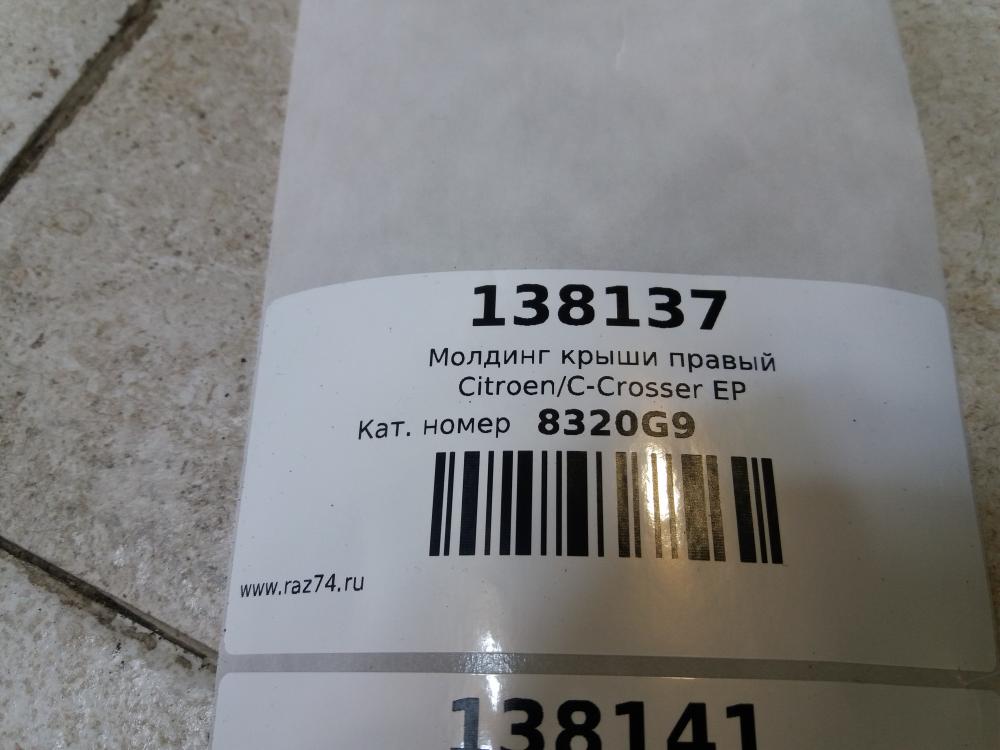 138137
Молдинг крыши правый
Citroen/C-Crosser EP
Кат. номер 8320G9
www.raz74.ru
138141